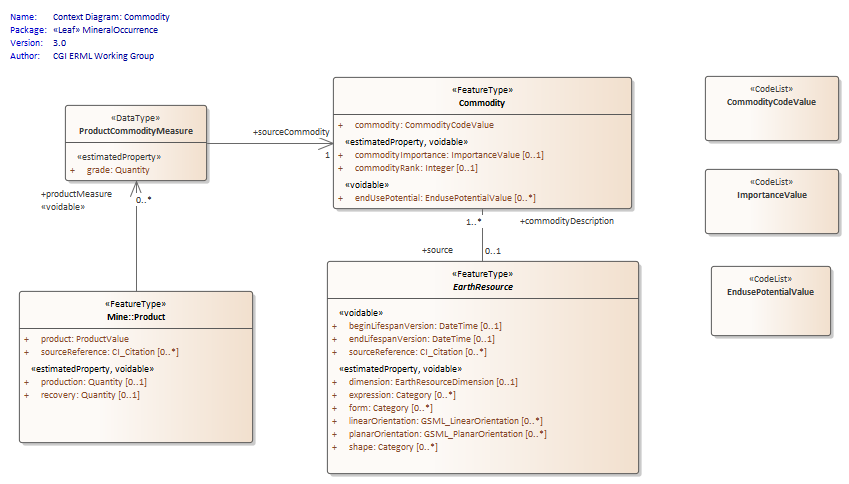 Name: Context Diagram: Commodity
Package: «Leaf» MineralOccurrence
Version: 3.0
Author: CGI ERML Working Group
«DataType»
ProductCommodityMeasure
«estimatedProperty»
+ grade: Quantity
+sourceCommodity
1
«FeatureType»
Commodity
+ commodity: CommodityCodeValue
«estimatedProperty, voidable»
+ commodityImportance: ImportanceValue [0..1]
+ commodityRank: Integer [0..1]
«voidable»
+ endUsePotential: EndusePotentialValue [0..*]
«CodeList»
CommodityCodeValue
«CodeList»
ImportanceValue
«CodeList»
EndusePotentialValue
+productMeasure
«voidable»
0..*
1..*
+commodityDescription
+source
0..1
«FeatureType»
Mine::Product
+ product: ProductValue
+ sourceReference: CI_Citation [0..*]
«estimatedProperty, voidable»
+ production: Quantity [0..1]
+ recovery: Quantity [0..1]
«FeatureType»
EarthResource
«voidable»
+ beginLifespanVersion: DateTime [0..1]
+ endLifespanVersion: DateTime [0..1]
+ sourceReference: CI_Citation [0..*]
«estimatedProperty, voidable»
+ dimension: EarthResourceDimension [0..1]
+ expression: Category [0..*]
+ form: Category [0..*]
+ linearOrientation: GSML_LinearOrientation [0..*]
+ planarOrientation: GSML_PlanarOrientation [0..*]
+ shape: Category [0..*]